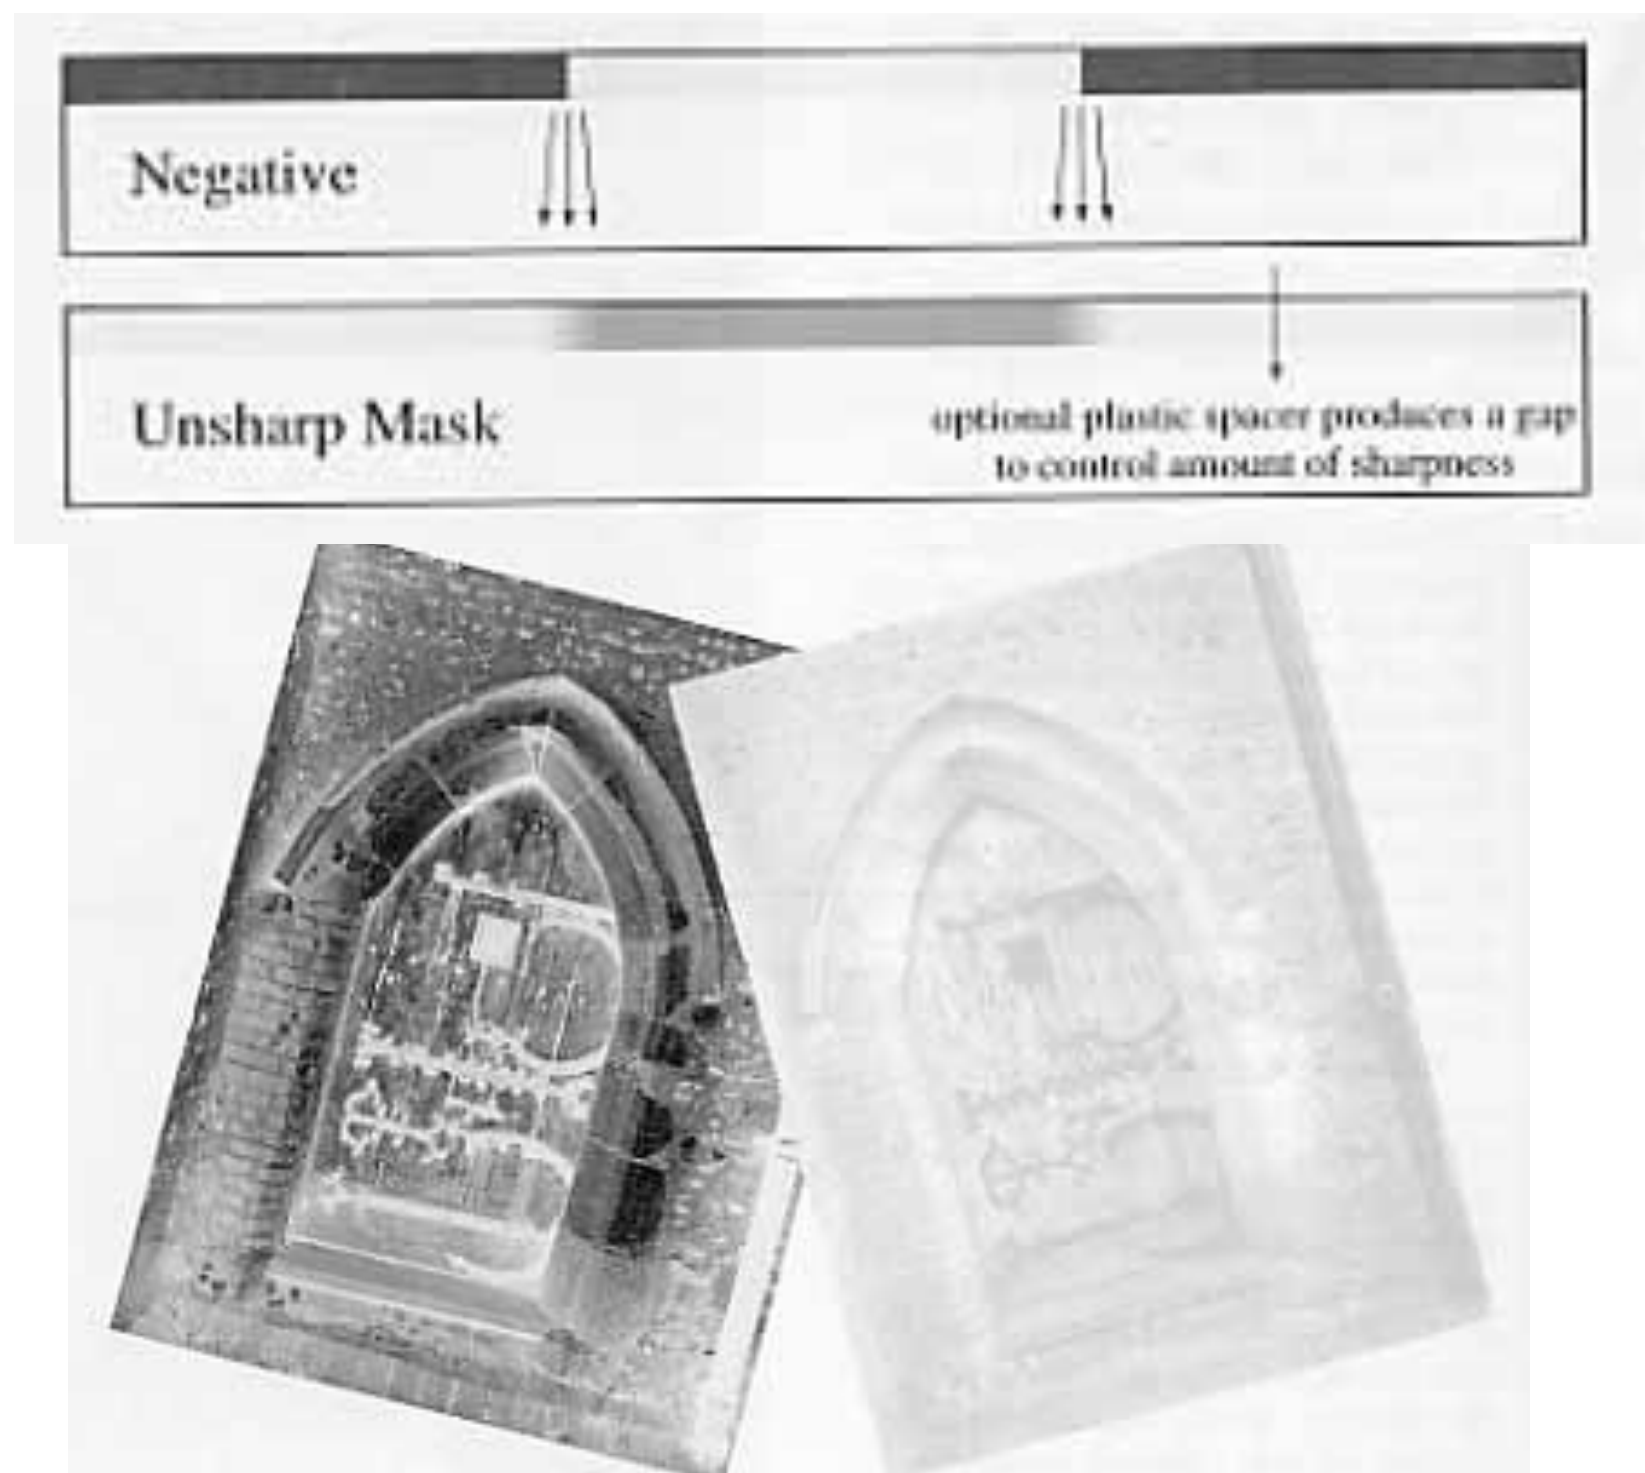 Negative
Unsharp Mask
optional plastic spacer produces a gap
to control amount of sharpness